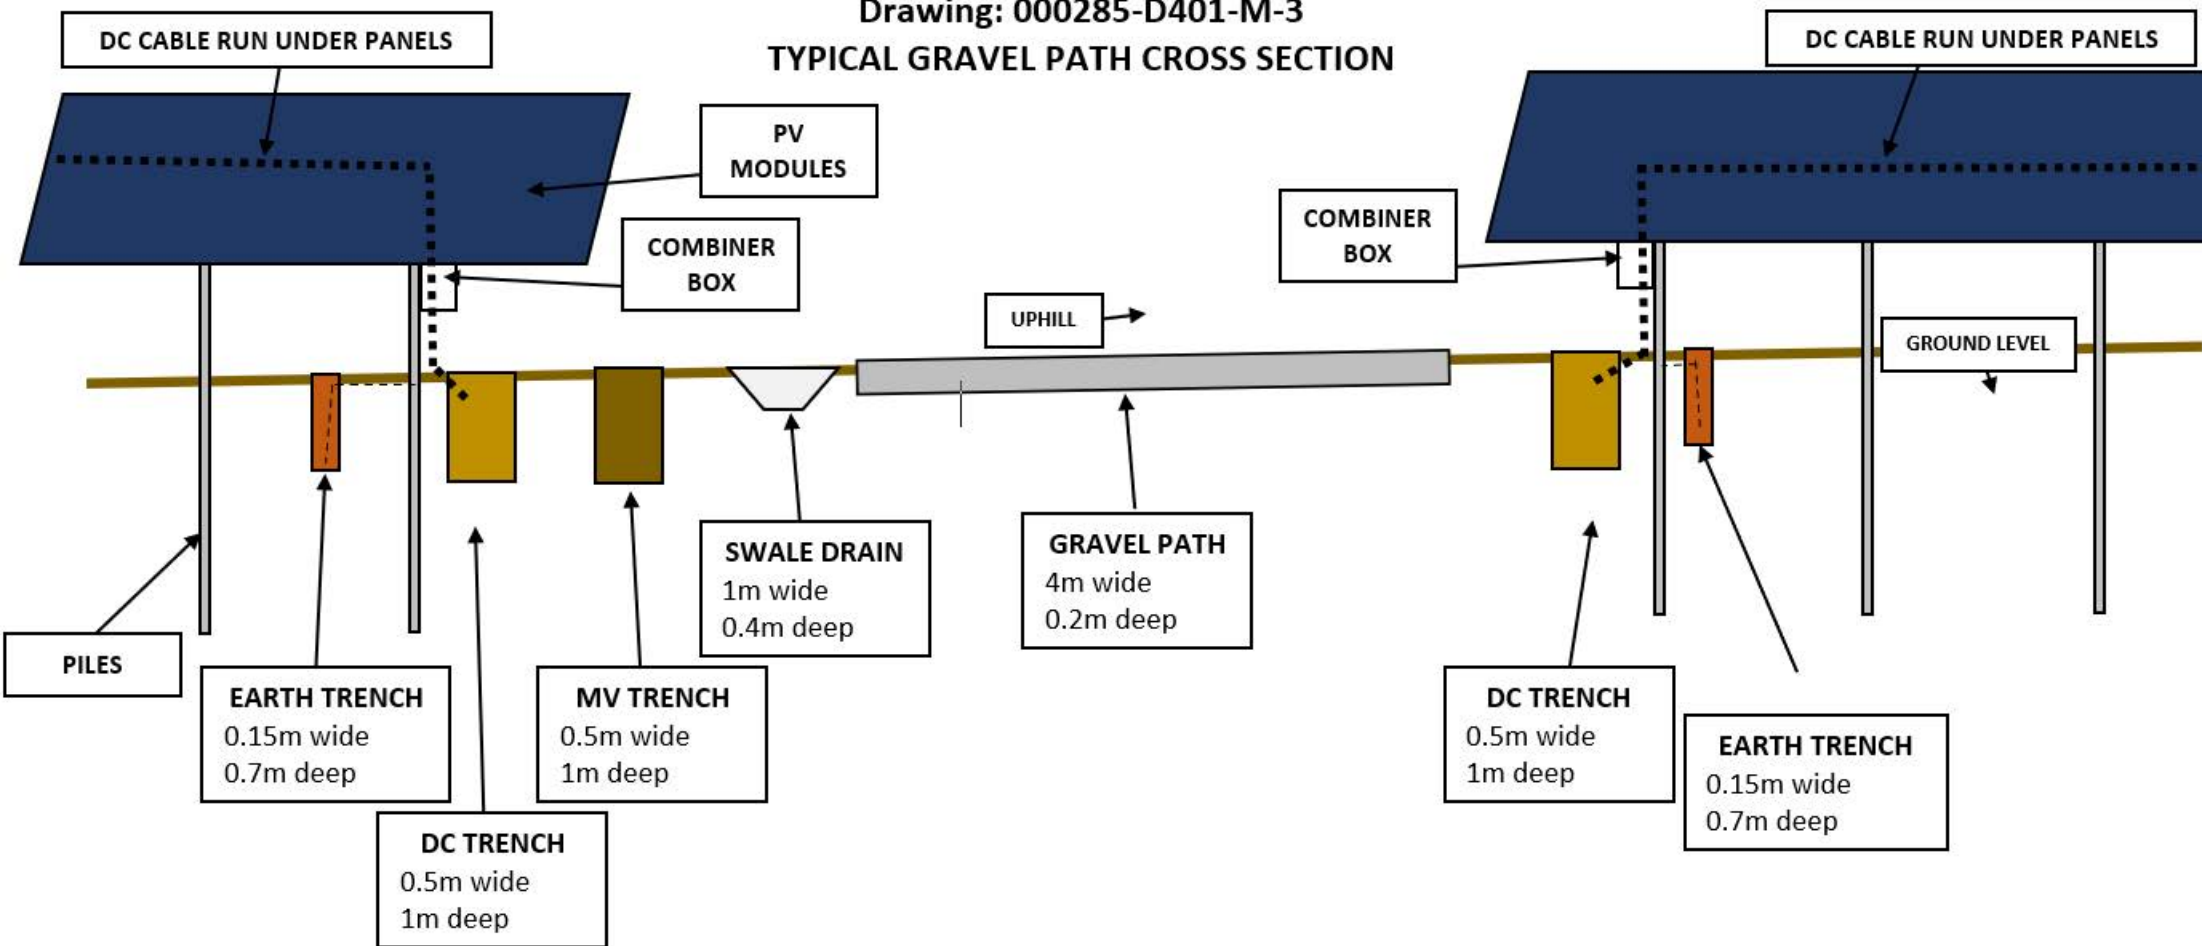 Drawing: 000285-D401-M-3
TYPICAL GRAVEL PATH CROSS SECTION
DC CABLE RUN UNDER PANELS
DC CABLE RUN UNDER PANELS
PV
MODULES
COMBINER
BOX
COMBINER
BOX
UPHILL
GROUND LEVEL
PILES
EARTH TRENCH
0.15m wide
0.7m deep
DC TRENCH
0.5m wide
1m deep
MV TRENCH
0.5m wide
1m deep
SWALE DRAIN
1m wide
0.4m deep
GRAVEL PATH
4m wide
0.2m deep
DC TRENCH
0.5m wide
1m deep
EARTH TRENCH
0.15m wide
0.7m deep